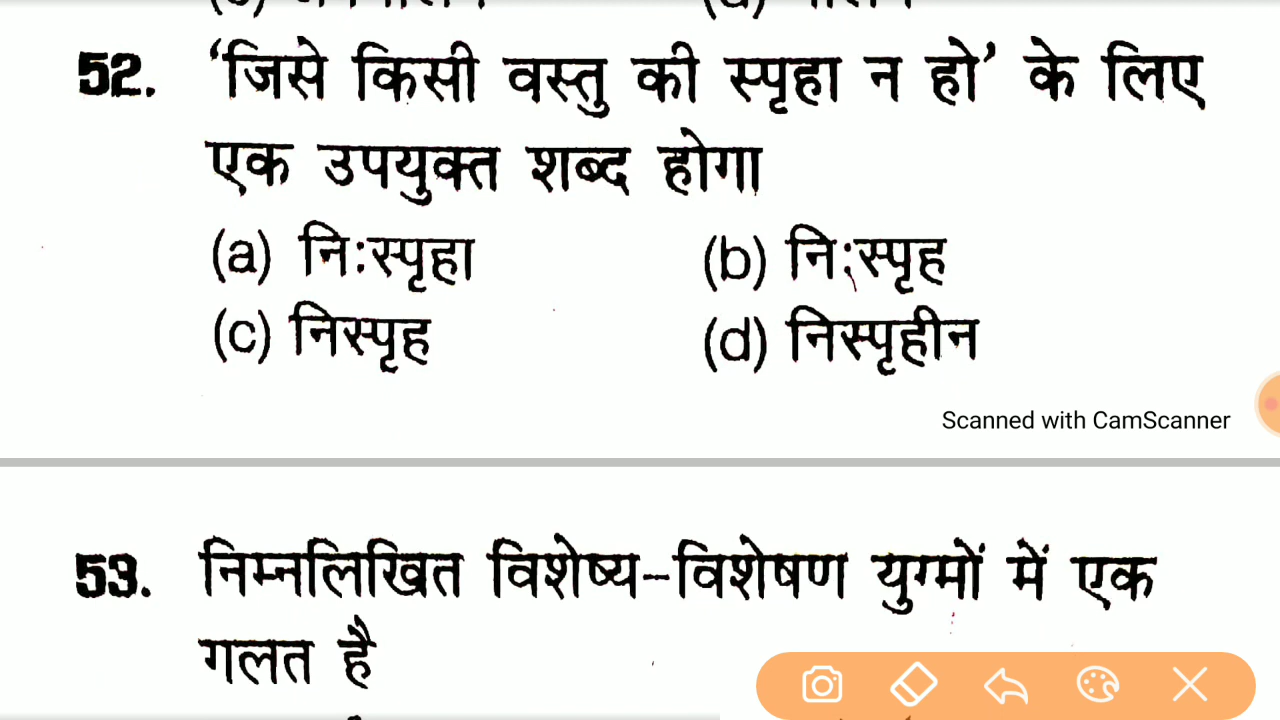 52. 'जिसे किसी वस्तु की स्पृहा न हो' के लिए
एक उपयुक्त शब्द होगा
(a) निःस्पृहा (b) निःस्पृह
(c) निस्पृह (d) निस्पृहीन
Scanned with CamScanner
53. निम्नलिखित विशेष्य-विशेषण युग्मों में एक
गलत है